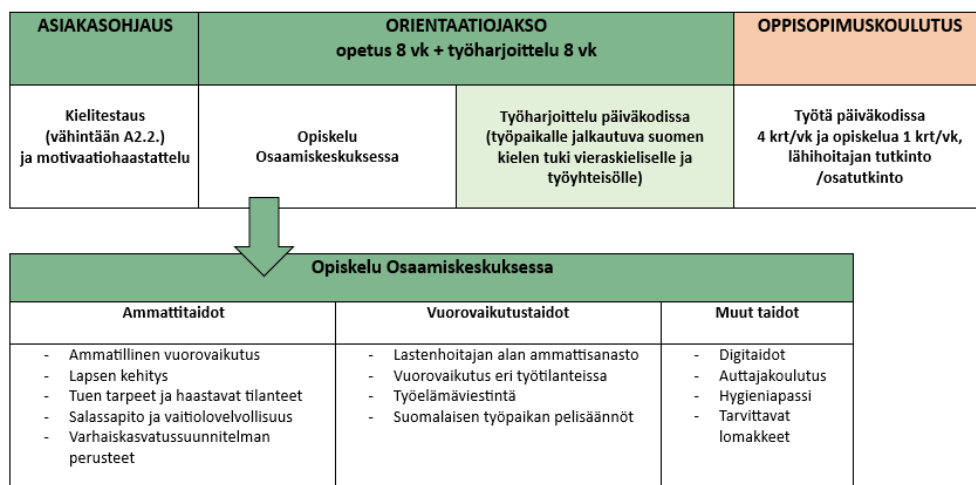 ASIAKASOHJAUS
ORIENTAATIOJAKSO
opetus 8 vk + työharjoittelu 8 vk
OPPISOPIMUSKOULUTUS
Kielitestaus
(vähintään A2.2.)
ja motivaatiohaastattelu
Opiskelu
Osaamiskeskuksessa
Työharjoittelu päiväkodissa
(työpaikalle jalkautuva suomen
kielen tuki vieraskieliselle ja
työyhteisölle)
Työtä päiväkodissa
4 krt/vk ja opiskelua 1 krt/vk,
lähihoitajan tutkinto
/osatutkinto
Opiskelu Osaamiskeskuksessa
Ammattitaidot
- Ammatillinen vuorovaikutus
- Lapsen kehitys
- Tuen tarpeet ja haastavat tilanteet
- Salassapito ja vaitiolovelvollisuus
- Varhaiskasvatussuunnitelman
perusteet
Vuorovaikutustaidot
- Lastenhoitajan alan ammattisanasto
- Vuorovaikutus eri työtilanteissa
- Työelämäviestintä
- Suomalaisen työpaikan pelisäännöt
Muut taidot
- Digitaidot
- Auttajakoulutus
- Hygieniapassi
- Tarvittavat
lomakkeet